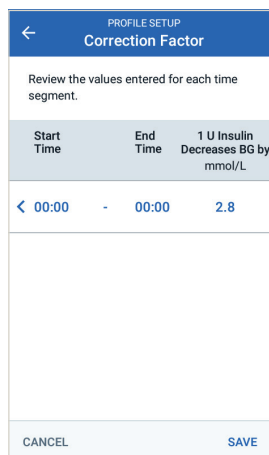 PROFILE SETUP
Correction Factor
Review the values entered for each time
segment.
Start End 1 U Insulin
Time Time Decreases BG by
mmol/L
00:00 - 00:00 2.8
CANCEL SAVE